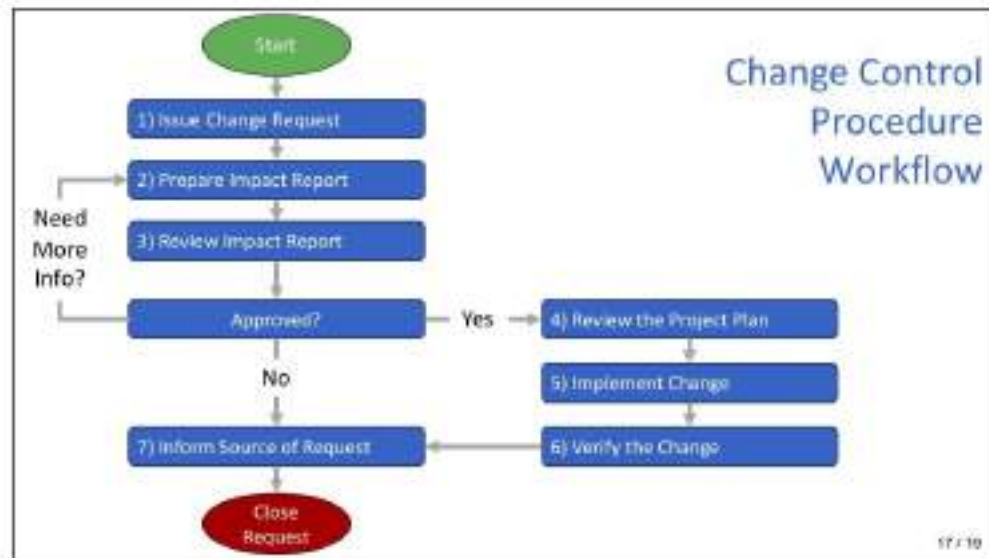 Start
Change Control
Procedure
Workflow
1) Issue Change Request
2) Prepare Impact Report
Need
More
Info?
3) Review Impact Report
Approved?
Yes
4) Review the Project Plan
No
5) Implement Change
7) Inform Source of Request
6) Verify the Change
Close
Request
17 / 19